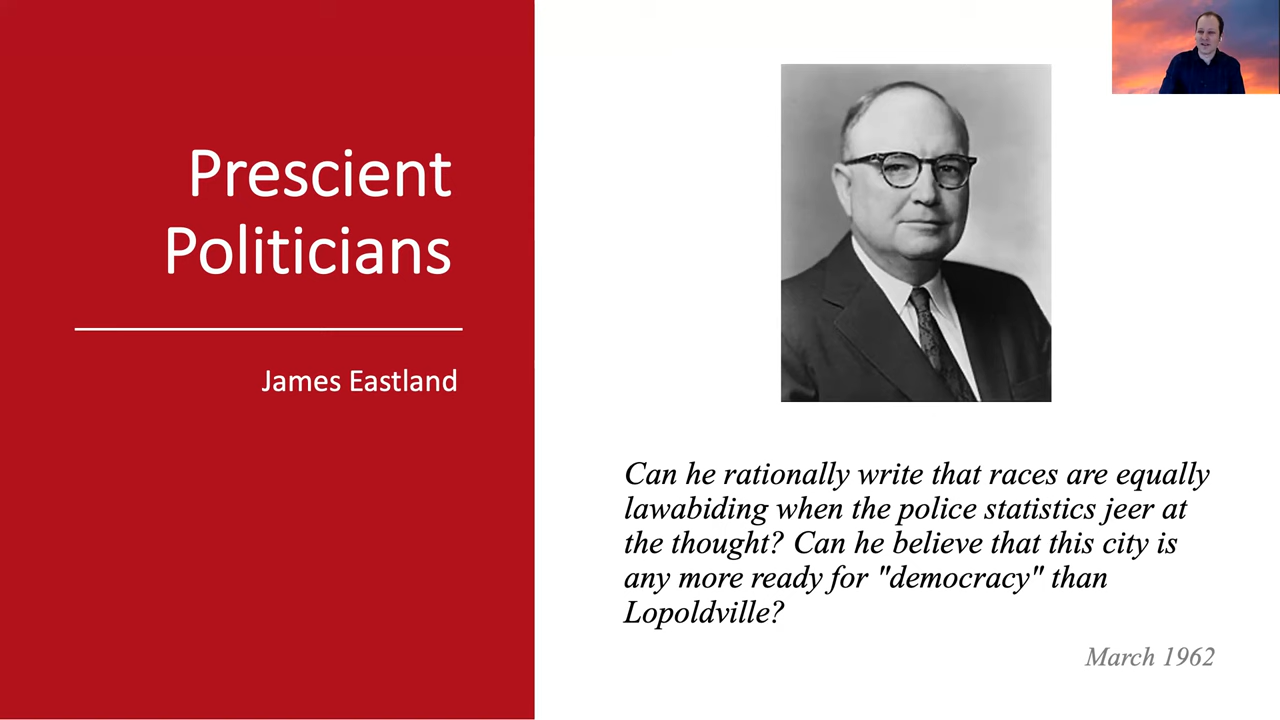 Prescient
Politicians
James Eastland
Can he rationally write that races are equally
lawabiding when the police statistics jeer at
the thought? Can he believe that this city is
any more ready for "democracy" than
Lopoldville?
March 1962